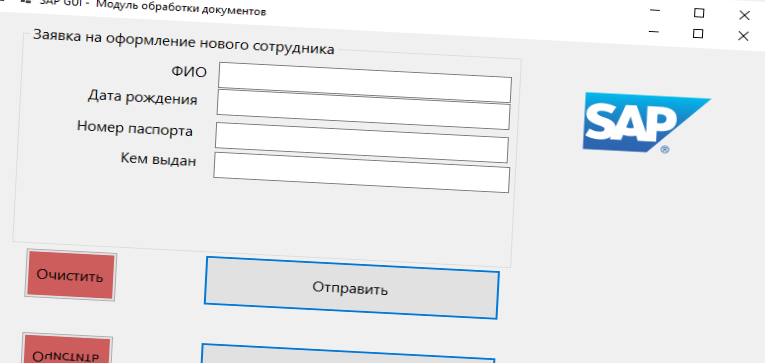 SAP GUI - Модуль обработки документов
Заявка на оформление нового сотрудника
ФИО
Дата рождения
Номер паспорта
Кем выдан
SAP®
Очистить
Отправить
Очистить